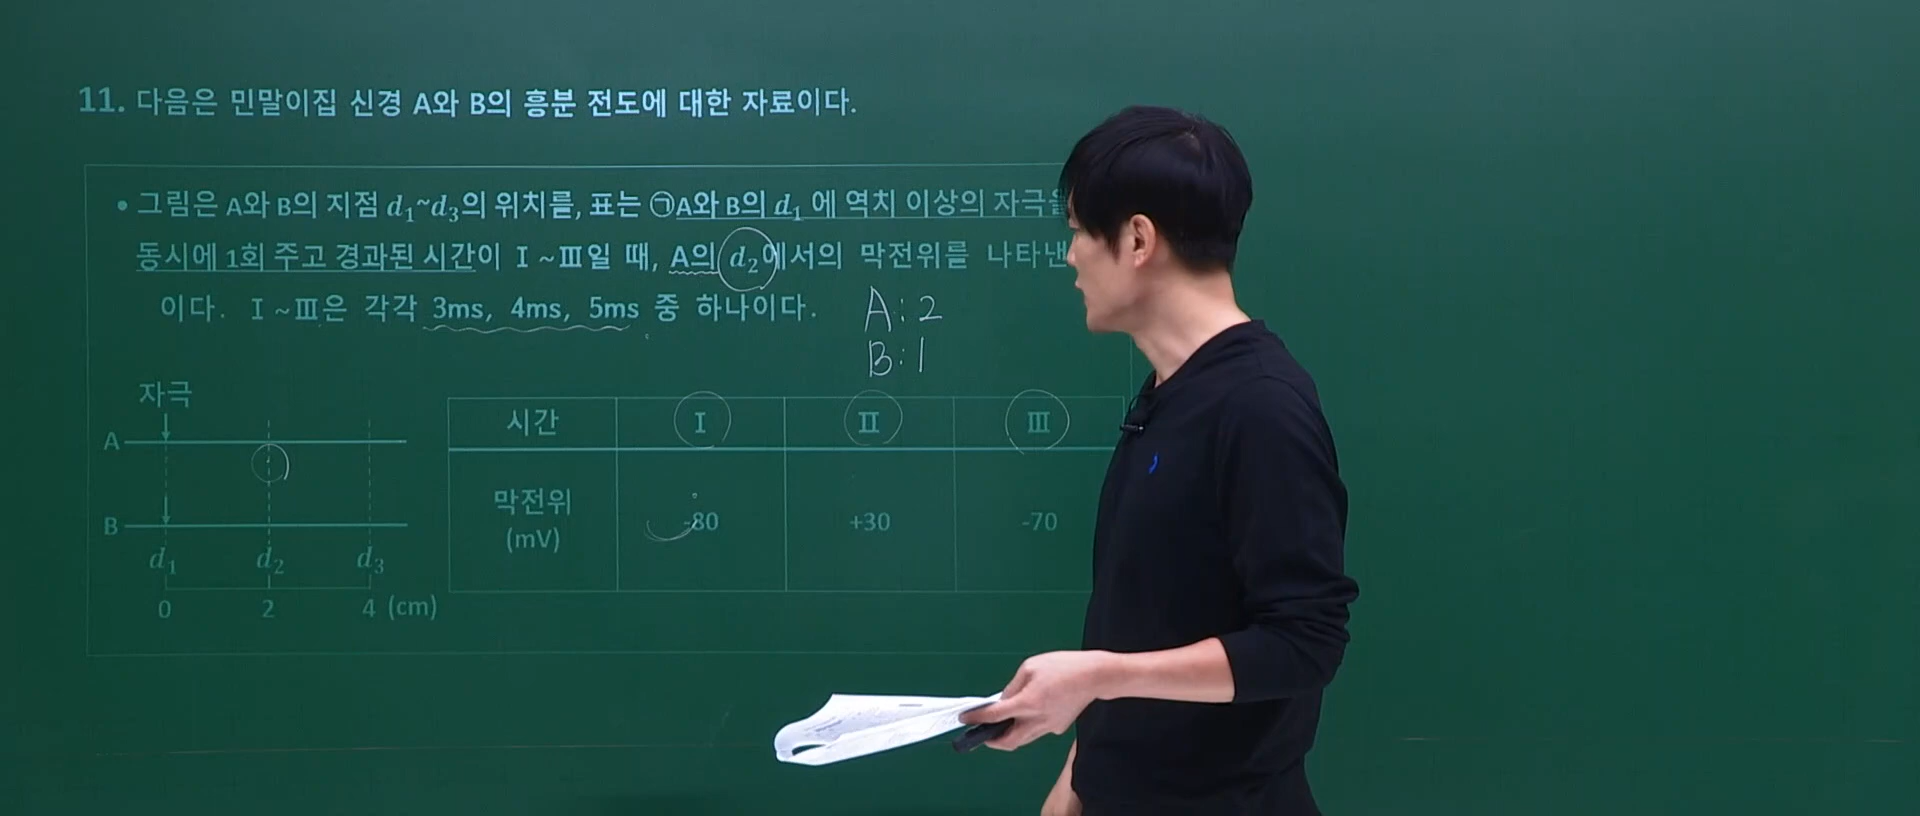 11. 다음은 민말이집 신경 A와 B의 흥분 전도에 대한 자료이다.
• 그림은 A와 B의 지점 d₁~d₃의 위치를, 표는 ㉠A와 B의 d₁ 에 역치 이상의 자극을
동시에 1회 주고 경과된 시간이 Ⅰ~Ⅲ일 때, A의 d₂에서의 막전위를 나타낸
이다. Ⅰ~Ⅲ은 각각 3ms, 4ms, 5ms 중 하나이다.
A : 2
B : 1
자극
A
B
d₁ d₂ d₃
0 2 4 (cm)
시간 Ⅰ Ⅱ Ⅲ
막전위 (mV) -80 +30 -70